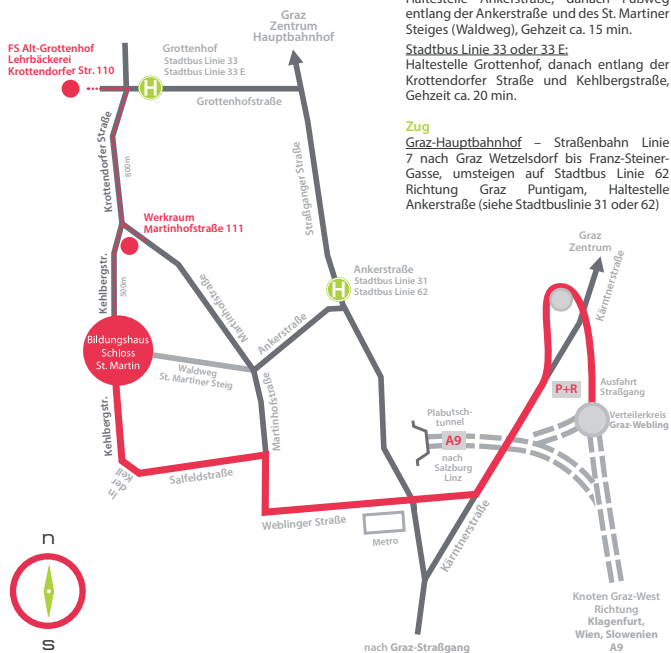 Haltestelle Ankerstraße, danach Fußweg
entlang der Ankerstraße und des St. Martiner
Steiges (Waldweg), Gehzeit ca. 15 min.
Stadtbus Linie 33 oder 33 E:
Haltestelle Grottenhof, danach entlang der
Krottendorfer Straße und Kehlbergstraße,
Gehzeit ca. 20 min.
Zug
Graz-Hauptbahnhof – Straßenbahn Linie
7 nach Graz Wetzelsdorf bis Franz-Steiner-
Gasse, umsteigen auf Stadtbus Linie 62
Richtung Graz Puntigam, Haltestelle
Ankerstraße (siehe Stadtbuslinie 31 oder 62)
Graz
Zentrum
Hauptbahnhof
FS Alt-Grottenhof
Lehrbäckerei
Krottendorfer Str. 110
Grottenhof
Stadtbus Linie 33
Stadtbus Linie 33 E
H
Grottenhofstraße
Krottendorfer Straße
800m
Straßganger Straße
Werkraum
Martinhofstraße 111
Kehlbergstr.
500m
Martinhofstraße
Ankerstraße
Stadtbus Linie 31
Stadtbus Linie 62
H
Ankerstraße
Bildungshaus
Schloss
St. Martin
Waldweg
St. Martiner Steig
Martinhofstraße
Kehlbergstr.
In
der
Kell
Salfeldstraße
Weblinger Straße
Metro
Kärntnerstraße
nach Graz-Straßgang
Graz
Zentrum
Kärntnerstraße
P+R
Ausfahrt
Straßgang
Verteilerkreis
Graz-Webling
Plabutsch-
tunnel
A9
nach
Salzburg
Linz
Knoten Graz-West
Richtung
Klagenfurt,
Wien, Slowenien
A9
n
s